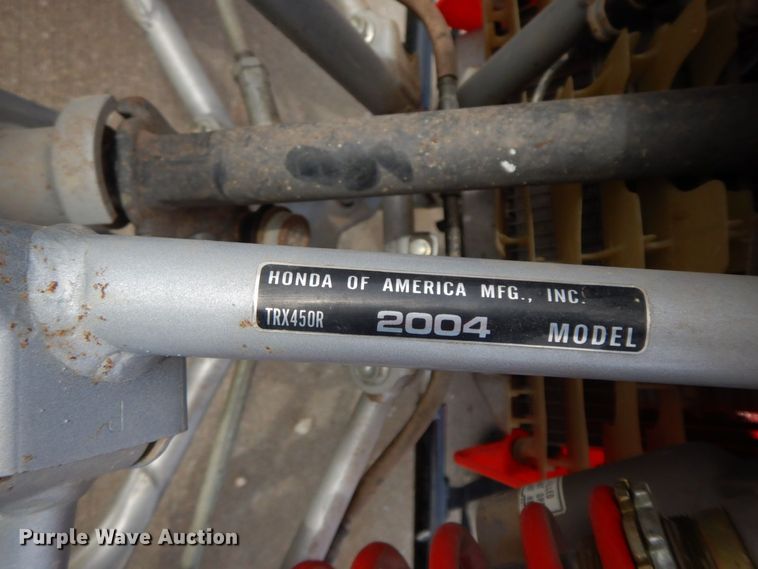 HONDA OF AMERICA MFG., INC.
TRX450R 2004 MODEL
Purple Wave Auction®